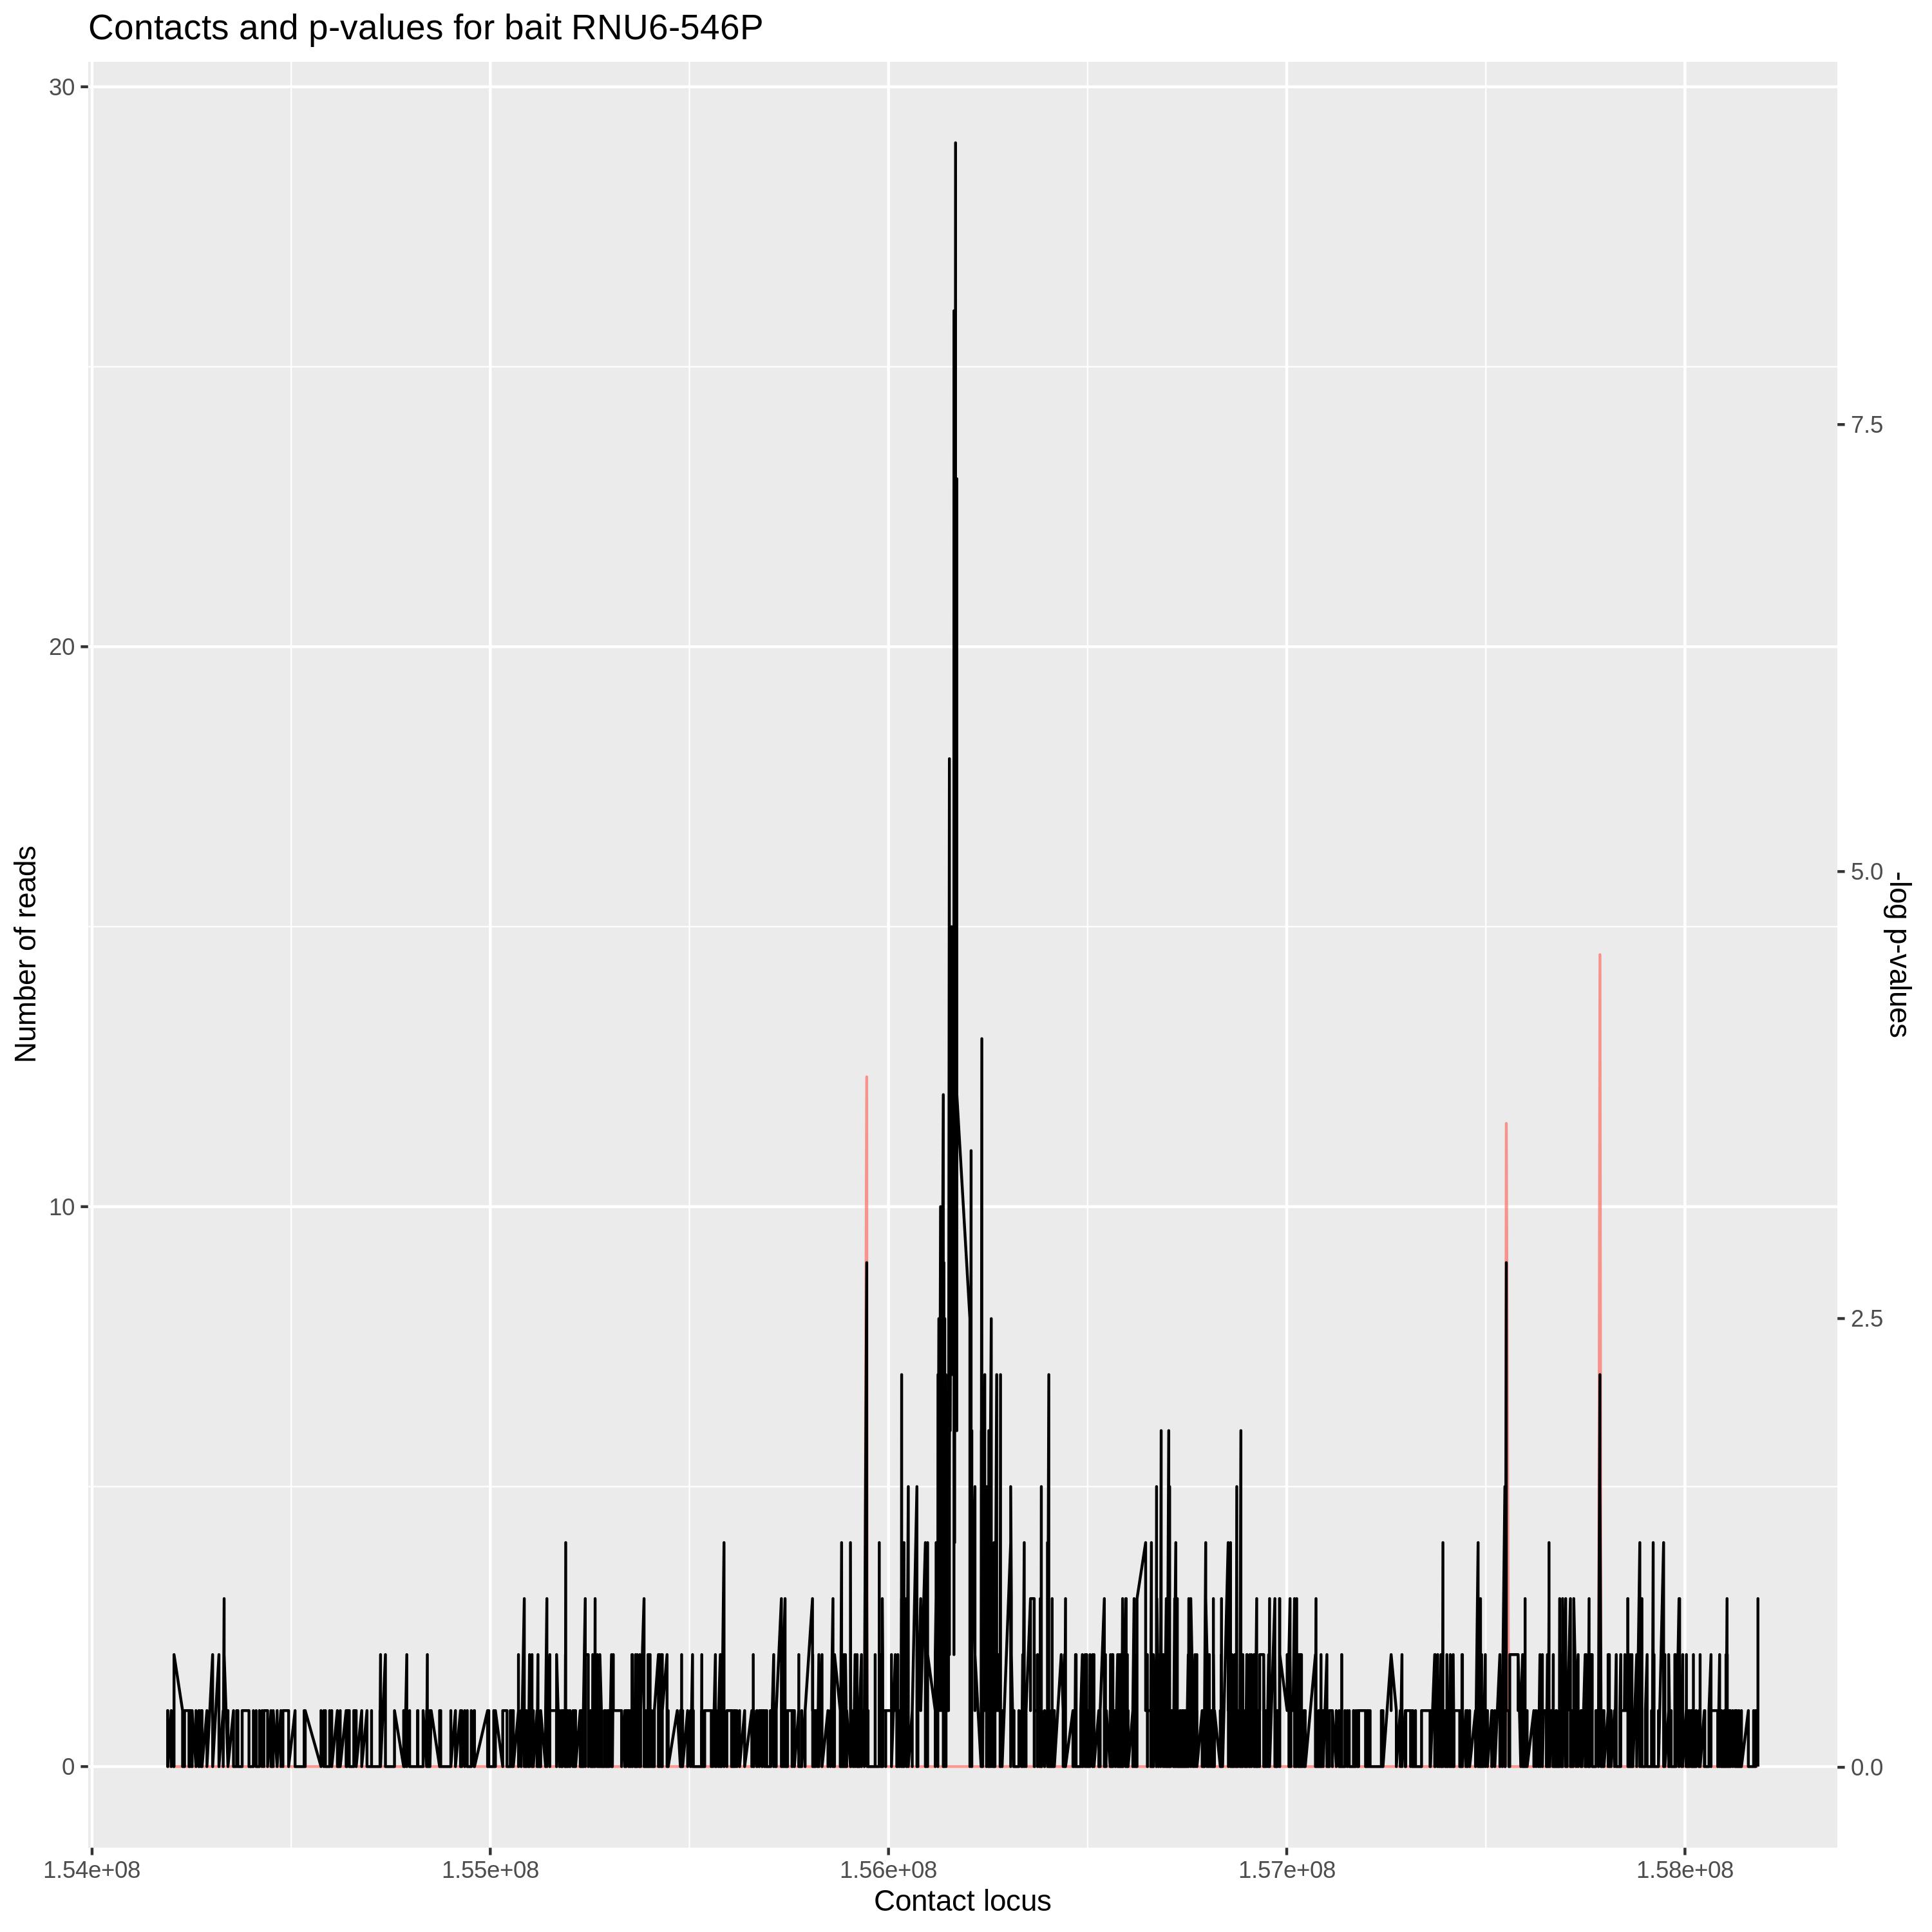 Contacts and p-values for bait RNU6-546P
30
20
10
0
7.5
5.0
2.5
0.0
Number of reads
-log p-values
1.54e+08
1.55e+08
1.56e+08
1.57e+08
1.58e+08
Contact locus